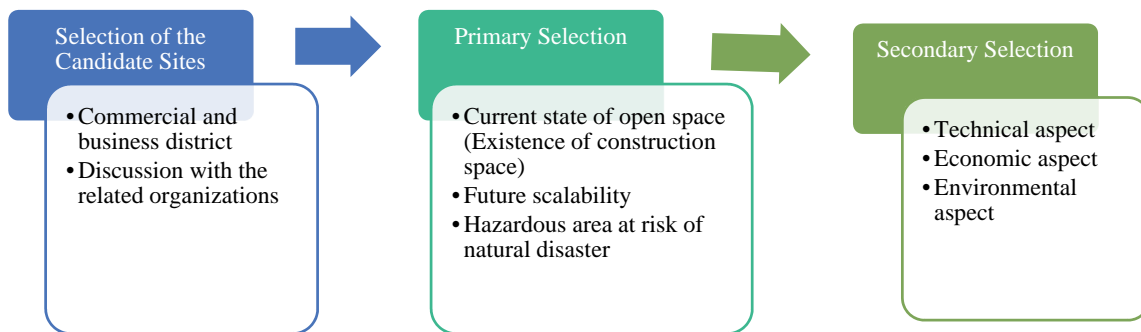 Selection of the
Candidate Sites
•Commercial and
business district
•Discussion with the
related organizations
Primary Selection
•Current state of open space
(Existence of construction
space)
•Future scalability
•Hazardous area at risk of
natural disaster
Secondary Selection
•Technical aspect
•Economic aspect
•Environmental
aspect